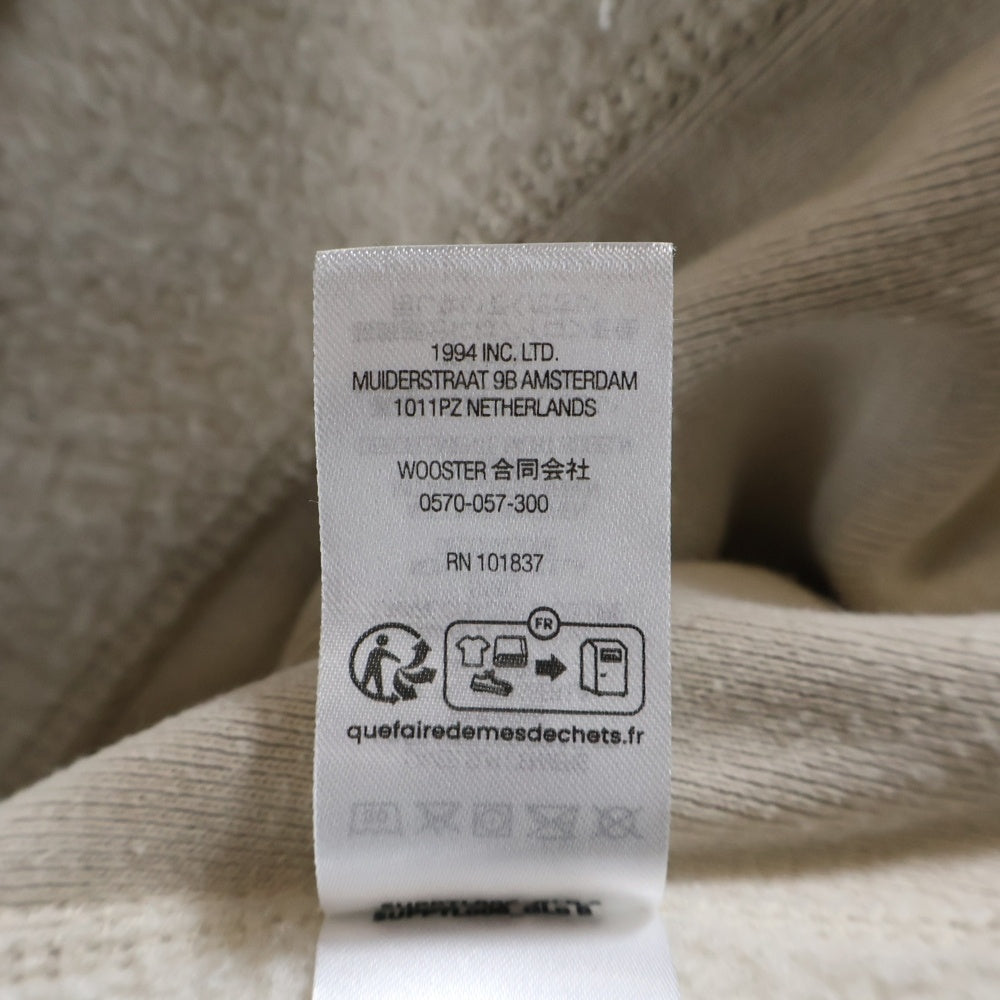 1994 INC. LTD.
MUIDERSTRAAT 9B AMSTERDAM
1011PZ NETHERLANDS
WOOSTER 合同会社
0570-057-300
RN 101837
FR
quefairedemesdechets.fr